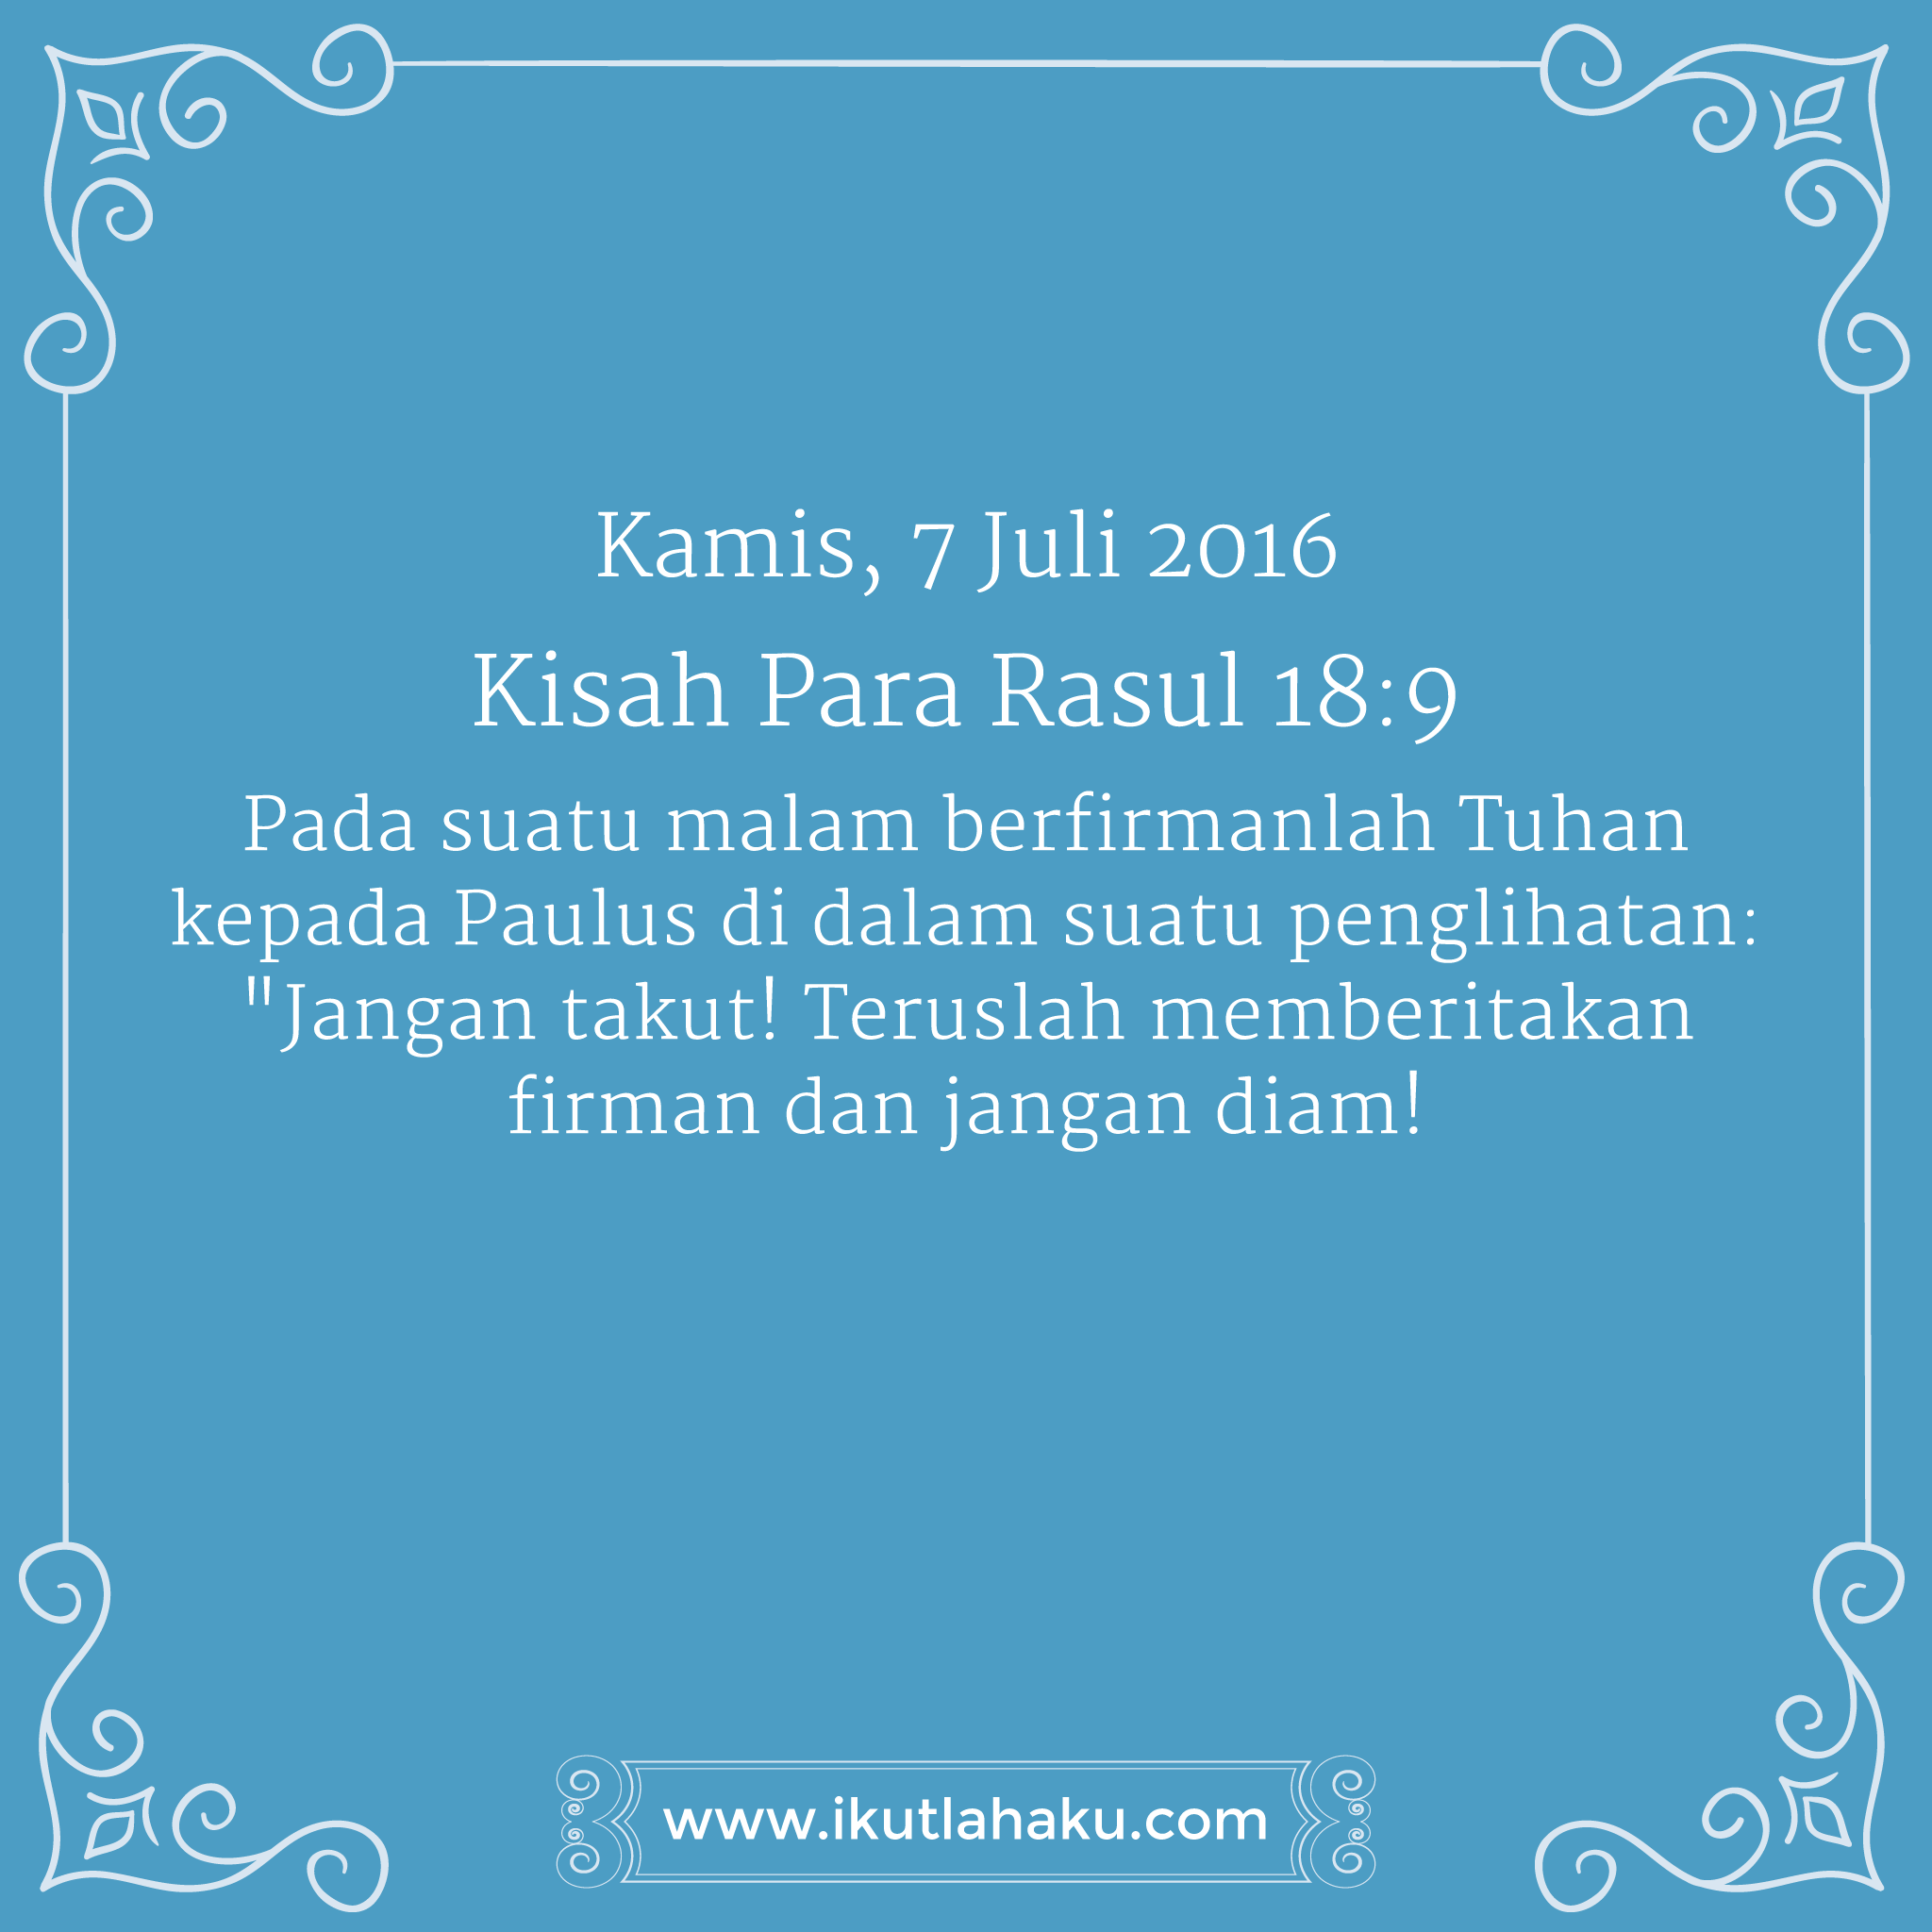 Kamis, 7 Juli 2016
Kisah Para Rasul 18:9
Pada suatu malam berfirmanlah Tuhan
kepada Paulus di dalam suatu penglihatan:
"Jangan takut! Teruslah memberitakan
firman dan jangan diam!
www.ikutlahaku.com